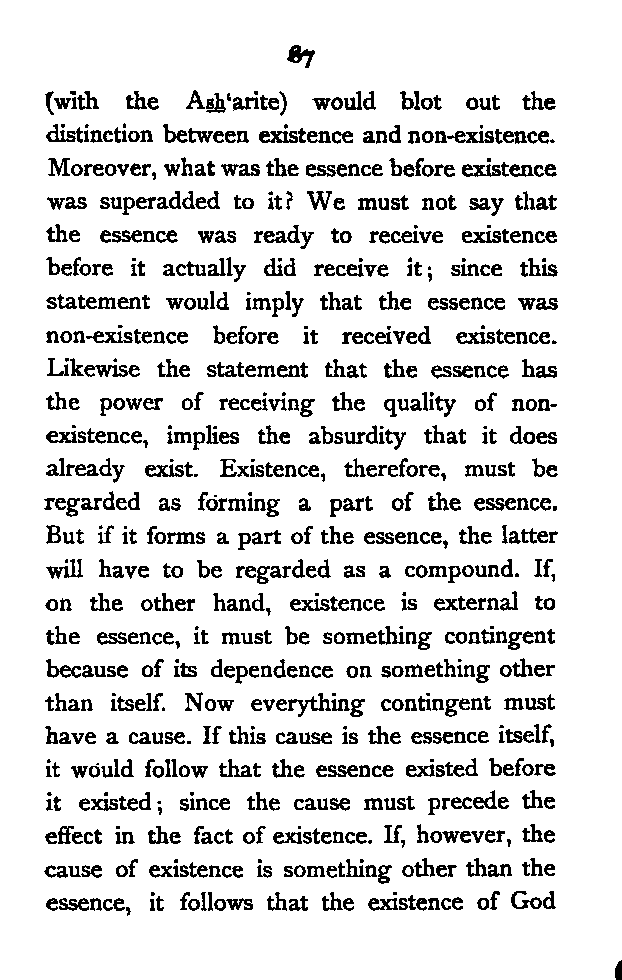 87
(with the Ash‘arite) would blot out the
distinction between existence and non-existence.
Moreover, what was the essence before existence
was superadded to it? We must not say that
the essence was ready to receive existence
before it actually did receive it; since this
statement would imply that the essence was
non-existence before it received existence.
Likewise the statement that the essence has
the power of receiving the quality of non-
existence, implies the absurdity that it does
already exist. Existence, therefore, must be
regarded as forming a part of the essence.
But if it forms a part of the essence, the latter
will have to be regarded as a compound. If,
on the other hand, existence is external to
the essence, it must be something contingent
because of its dependence on something other
than itself. Now everything contingent must
have a cause. If this cause is the essence itself,
it would follow that the essence existed before
it existed; since the cause must precede the
effect in the fact of existence. If, however, the
cause of existence is something other than the
essence, it follows that the existence of God